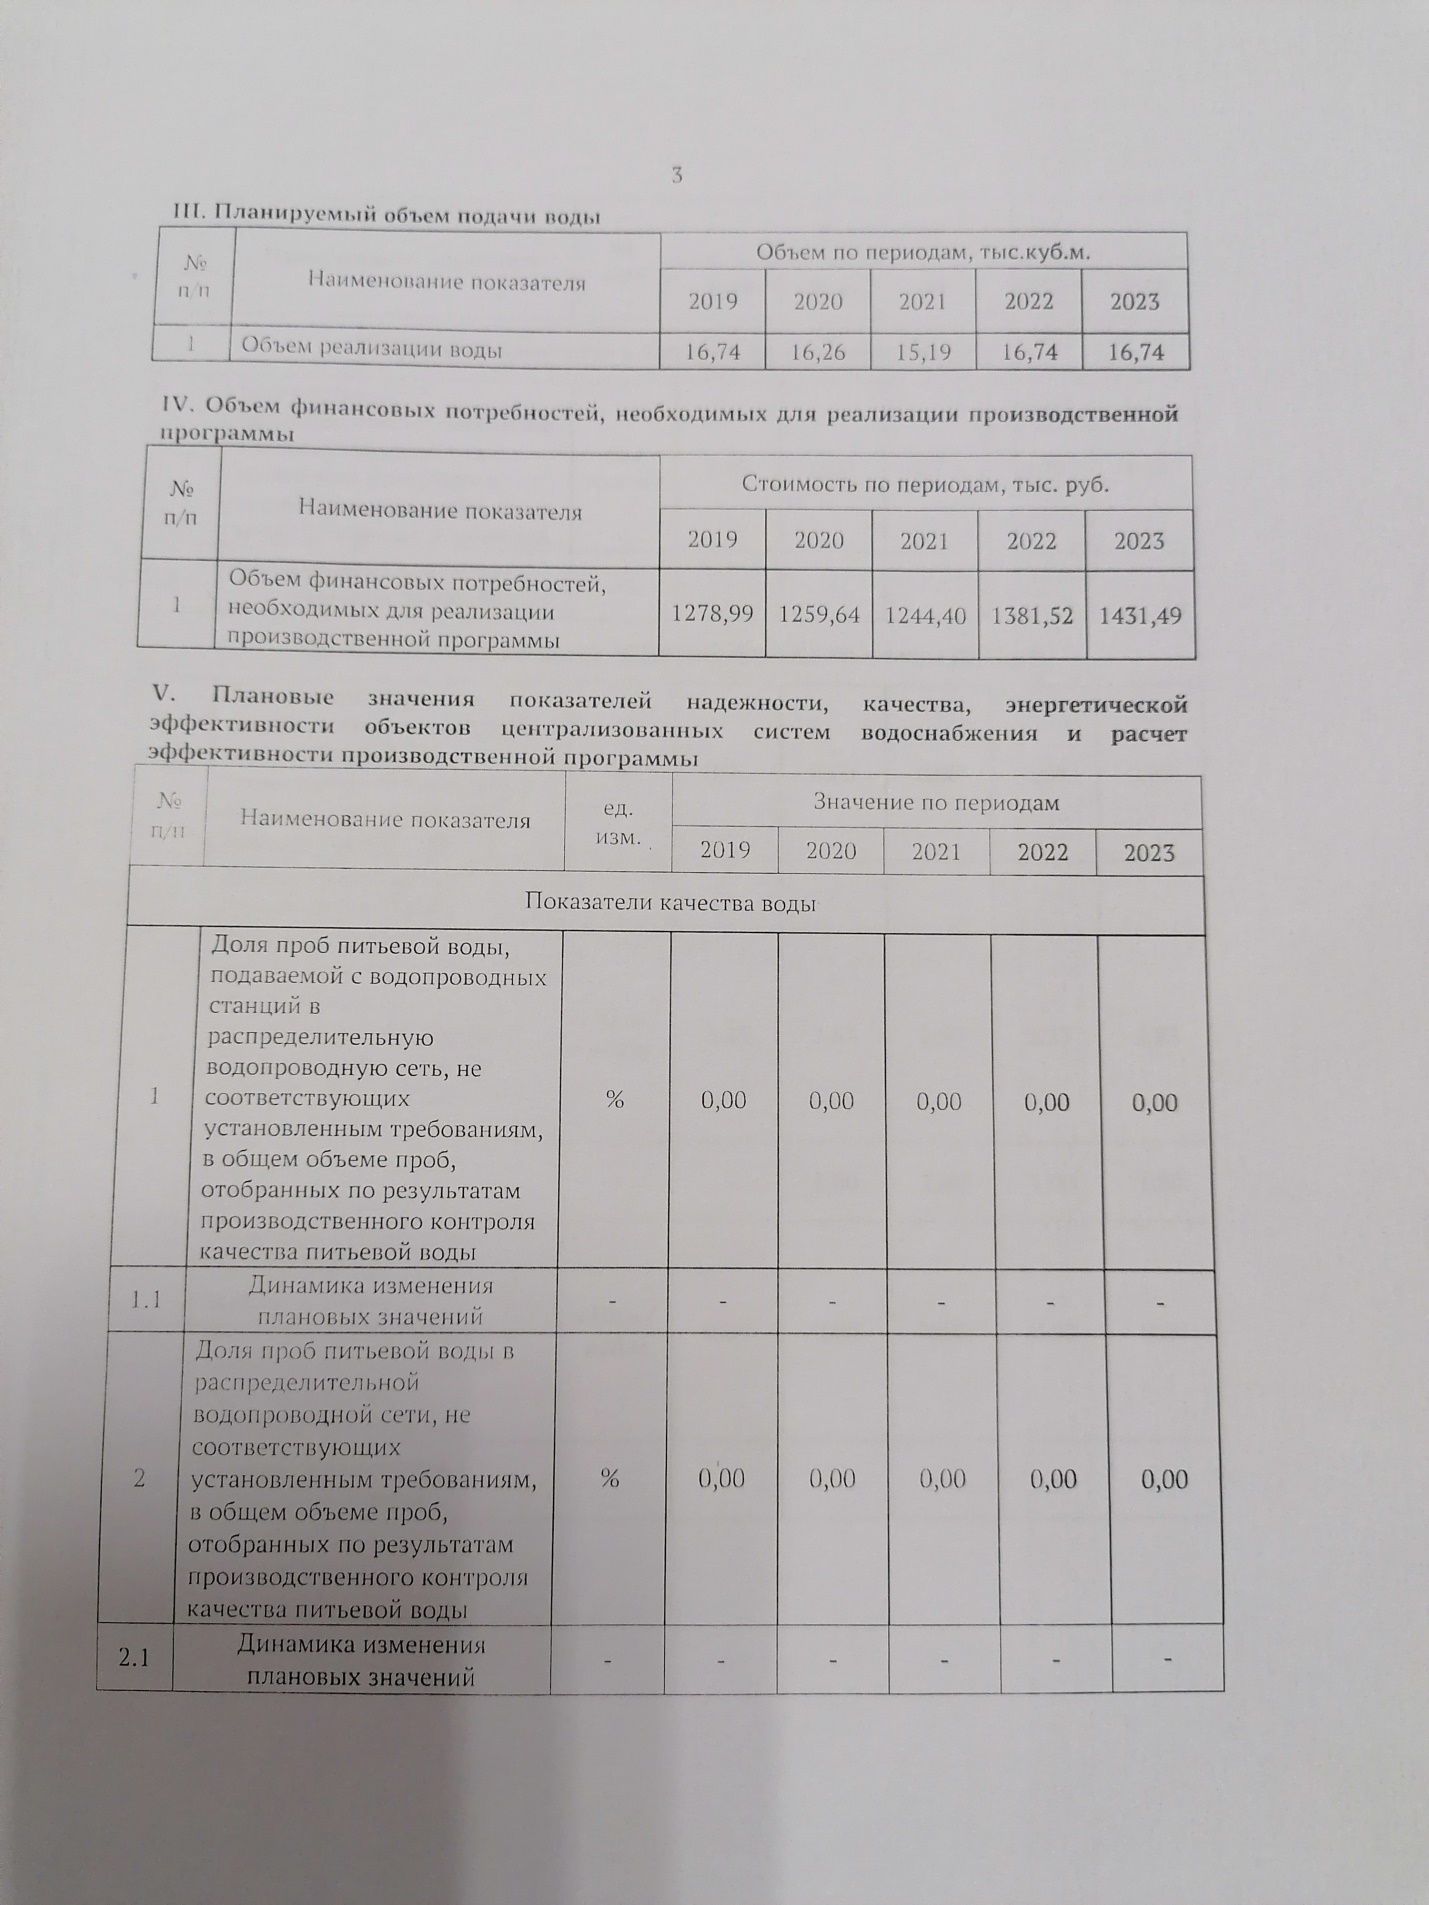 3
III. Планируемый объем подачи воды
№ п/п
Наименование показателя
Объем по периодам, тыс.куб.м.
2019 2020 2021 2022 2023
1 Объем реализации воды 16,74 16,26 15,19 16,74 16,74
IV. Объем финансовых потребностей, необходимых для реализации производственной
программы
№ п/п
Наименование показателя
Стоимость по периодам, тыс. руб.
2019 2020 2021 2022 2023
Объем финансовых потребностей,
1 необходимых для реализации 1278,99 1259,64 1244,40 1381,52 1431,49
производственной программы
V. Плановые значения показателей надежности, качества, энергетической
эффективности объектов централизованных систем водоснабжения и расчет
эффективности производственной программы
№ п/п
Наименование показателя
ед.
изм.
Значение по периодам
2019 2020 2021 2022 2023
Показатели качества воды
Доля проб питьевой воды,
подаваемой с водопроводных
станций в
распределительную
водопроводную сеть, не
1 соответствующих % 0,00 0,00 0,00 0,00 0,00
установленным требованиям,
в общем объеме проб,
отобранных по результатам
производственного контроля
качества питьевой воды
1.1 Динамика изменения - - - - - -
плановых значений
Доля проб питьевой воды в
распределительной
водопроводной сети, не
соответствующих
2 установленным требованиям, % 0,00 0,00 0,00 0,00 0,00
в общем объеме проб,
отобранных по результатам
производственного контроля
качества питьевой воды
2.1 Динамика изменения - - - - - -
плановых значений